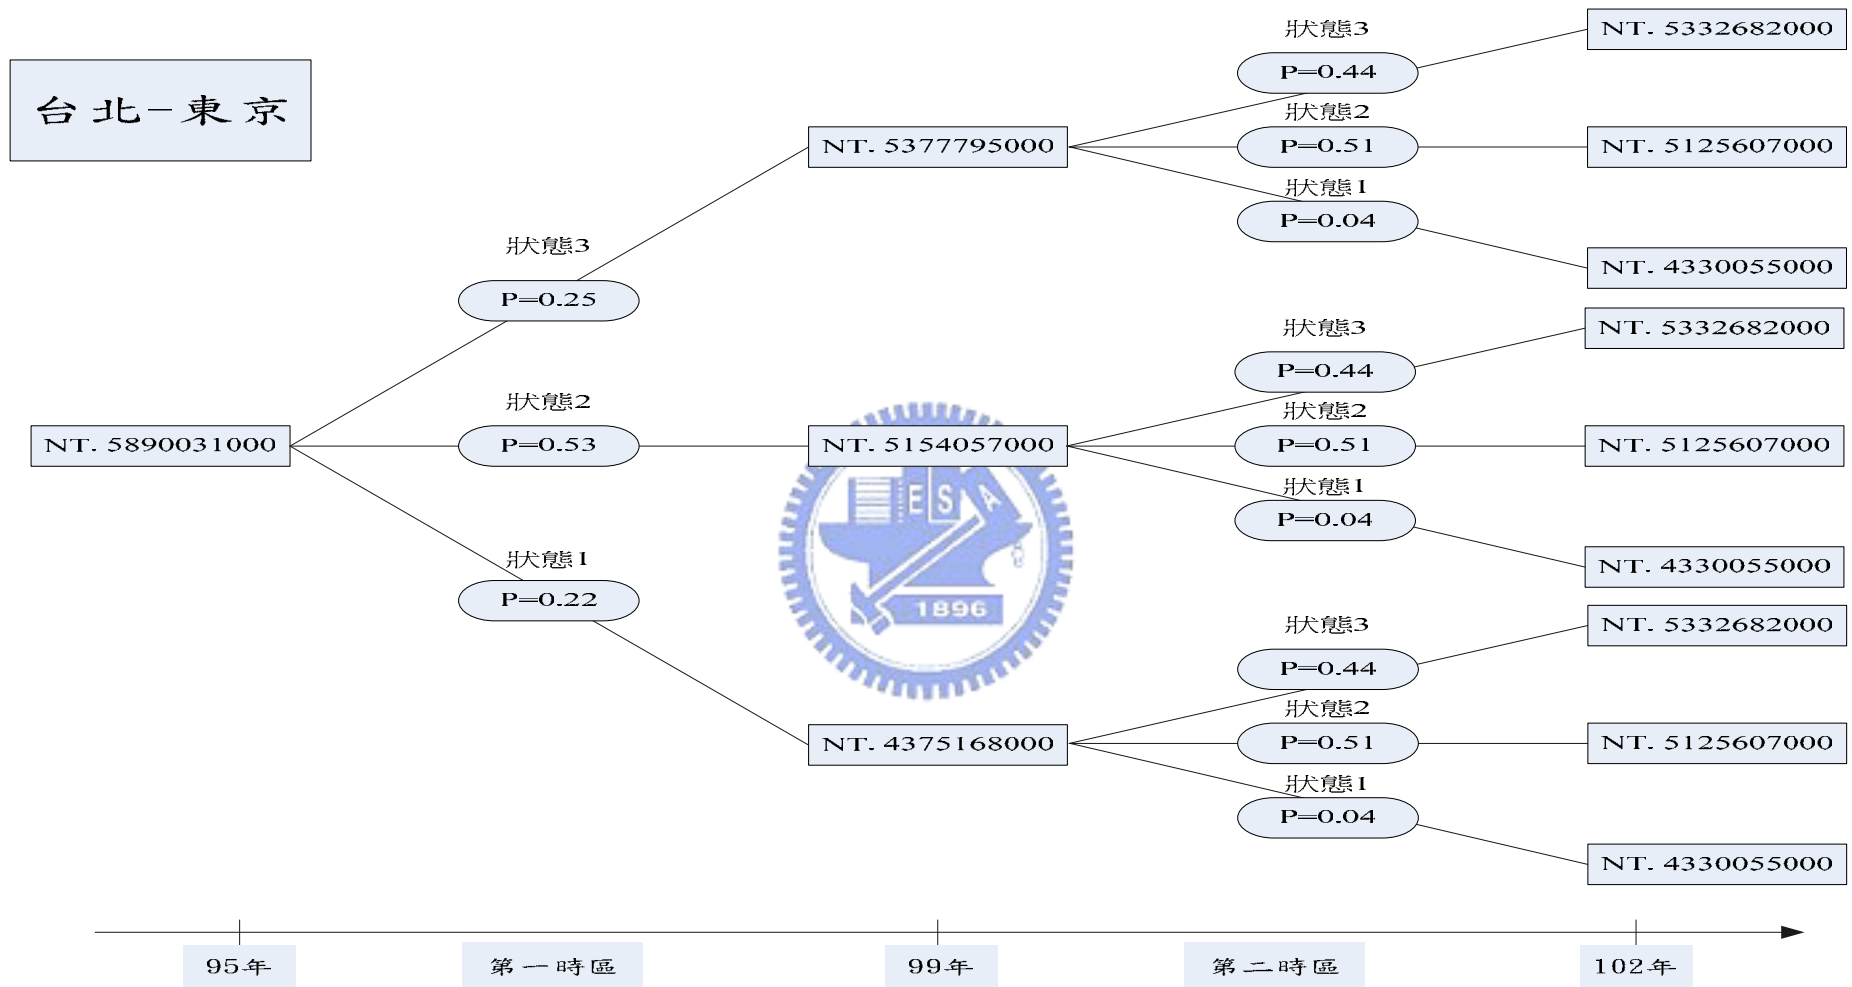 台北-東京
狀態3
P=0.44
NT. 5332682000
狀態2
P=0.51
NT. 5377795000
NT. 5125607000
狀態1
P=0.04
NT. 4330055000
狀態3
P=0.25
狀態3
P=0.44
NT. 5332682000
狀態2
P=0.53
NT. 5890031000
NT. 5154057000
狀態2
P=0.51
NT. 5125607000
狀態1
P=0.04
NT. 4330055000
E S A
1896
狀態1
P=0.22
狀態3
P=0.44
NT. 5332682000
NT. 4375168000
狀態2
P=0.51
NT. 5125607000
狀態1
P=0.04
NT. 4330055000
95年
第一時區
99年
第二時區
102年